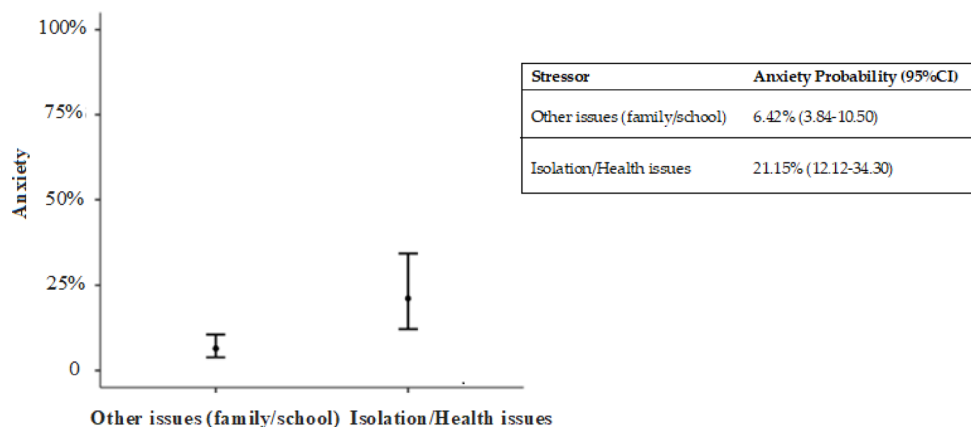 100%
75%
50%
25%
0
Anxiety
Other issues (family/school) Isolation/Health issues
Stressor Anxiety Probability (95%CI)
Other issues (family/school) 6.42% (3.84-10.50)
Isolation/Health issues 21.15% (12.12-34.30)